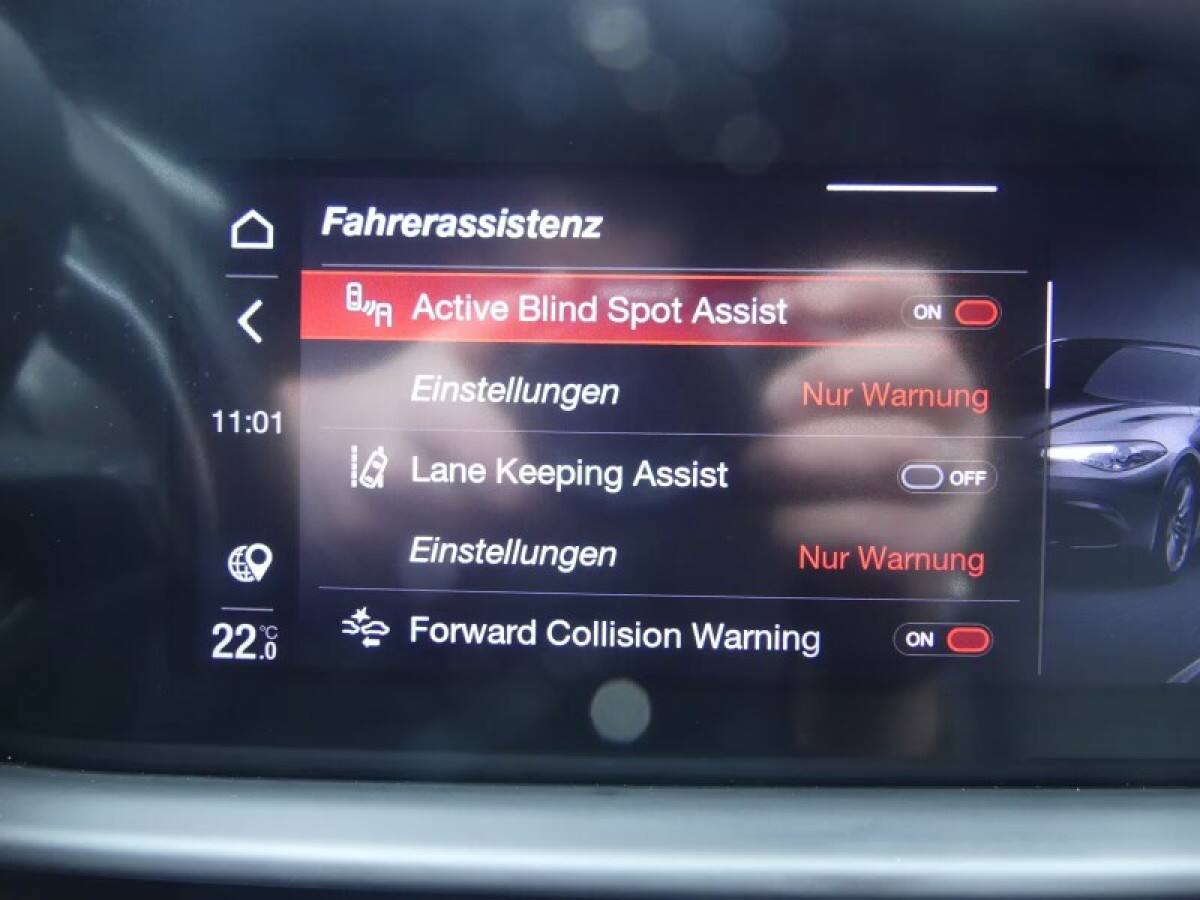 Fahrerassistenz
Active Blind Spot Assist ON
Einstellungen Nur Warnung
11:01
Lane Keeping Assist OFF
Einstellungen Nur Warnung
22.0 °C
Forward Collision Warning ON